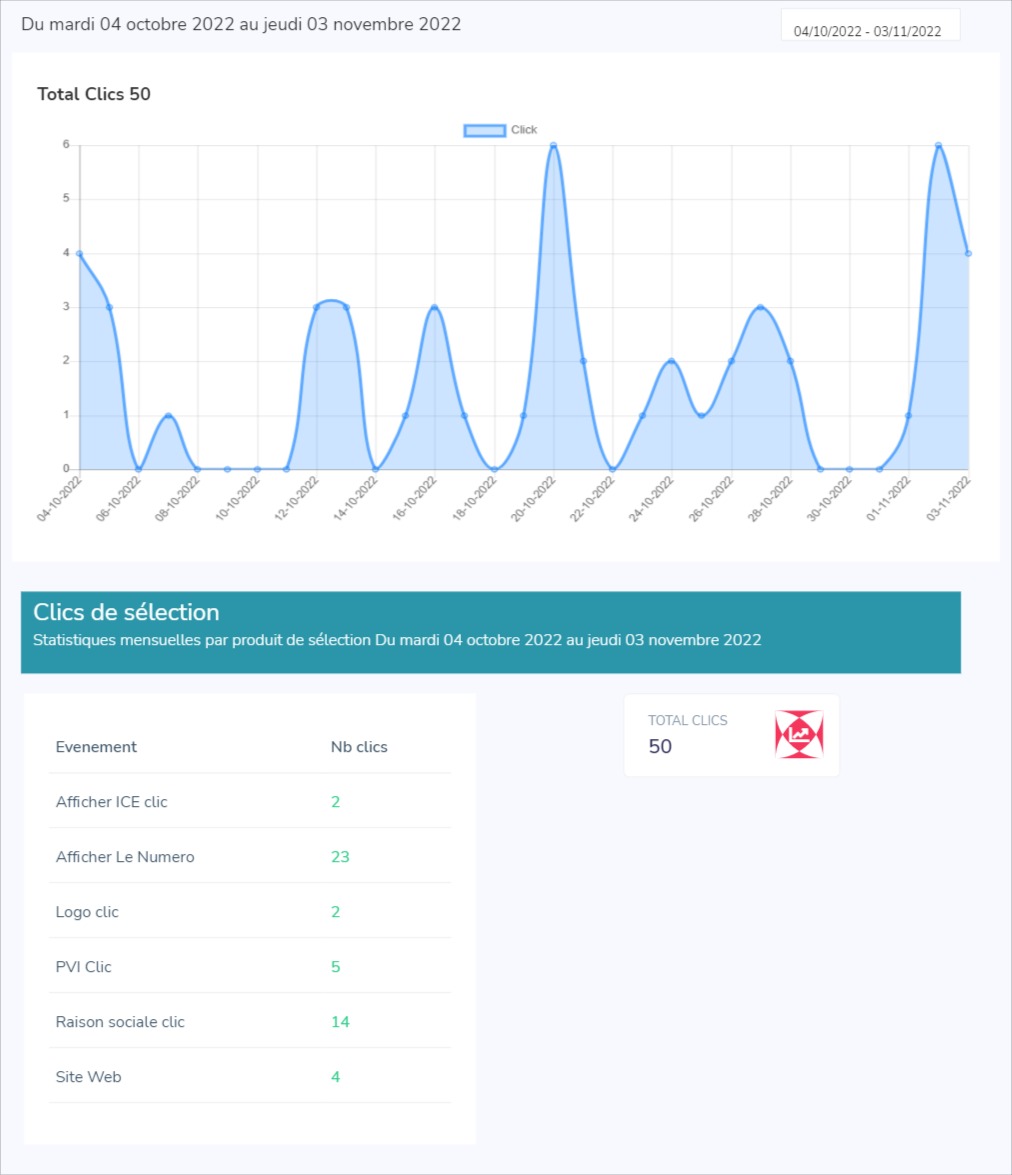 Du mardi 04 octobre 2022 au jeudi 03 novembre 2022
04/10/2022 - 03/11/2022
Total Clics 50
Click
6
5
4
3
2
1
0
04-10-2022
06-10-2022
08-10-2022
10-10-2022
12-10-2022
14-10-2022
16-10-2022
18-10-2022
20-10-2022
22-10-2022
24-10-2022
26-10-2022
28-10-2022
30-10-2022
01-11-2022
03-11-2022
Clics de sélection
Statistiques mensuelles par produit de sélection Du mardi 04 octobre 2022 au jeudi 03 novembre 2022
Evenement Nb clics
Afficher ICE clic 2
Afficher Le Numero 23
Logo clic 2
PVI Clic 5
Raison sociale clic 14
Site Web 4
TOTAL CLICS
50